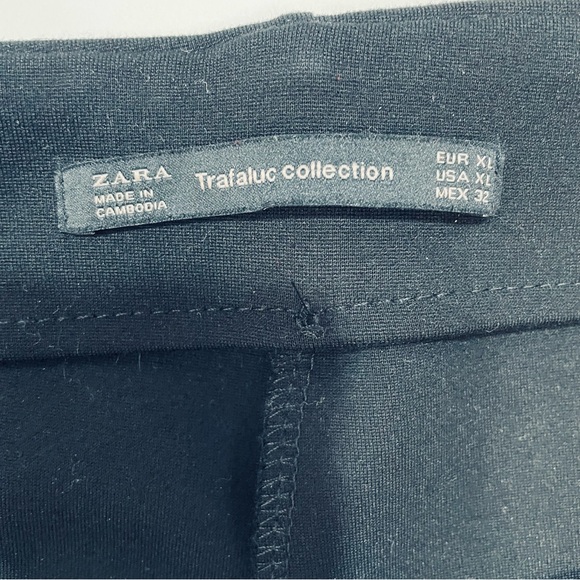 ZARA
MADE IN
CAMBODIA
Trafaluc collection
EUR XL
USA XL
MEX 32